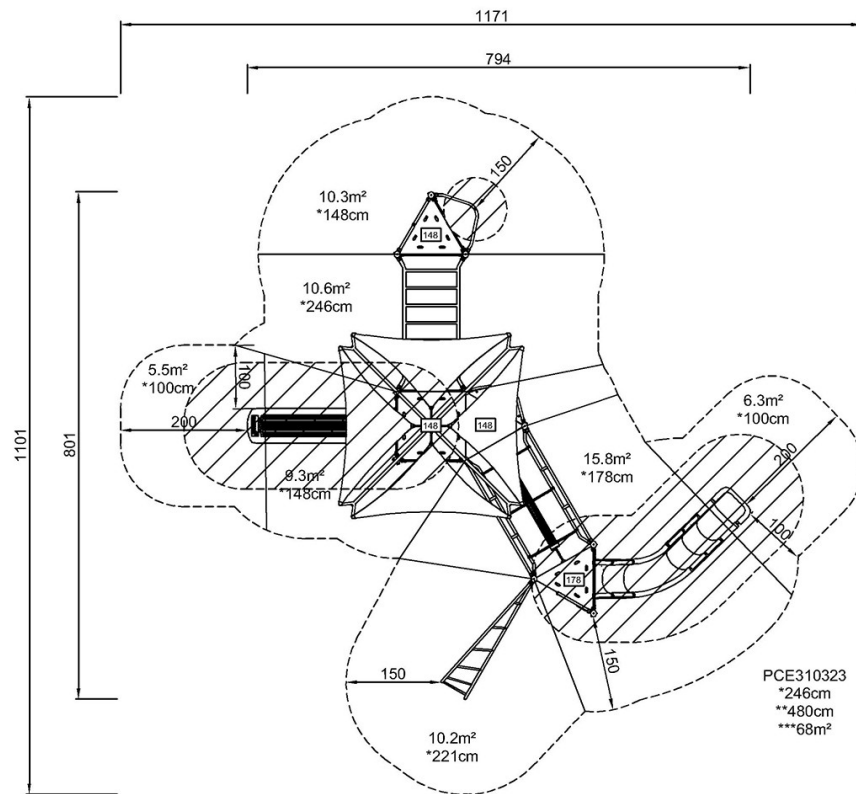 1171
794
150
10.3m²
*148cm
148
10.6m²
*246cm
5.5m²
*100cm
100
200
1101
801
148
148
6.3m²
*100cm
200
9.3m²
*148cm
15.8m²
*178cm
100
178
150
150
PCE310323
*246cm
**480cm
***68m²
10.2m²
*221cm